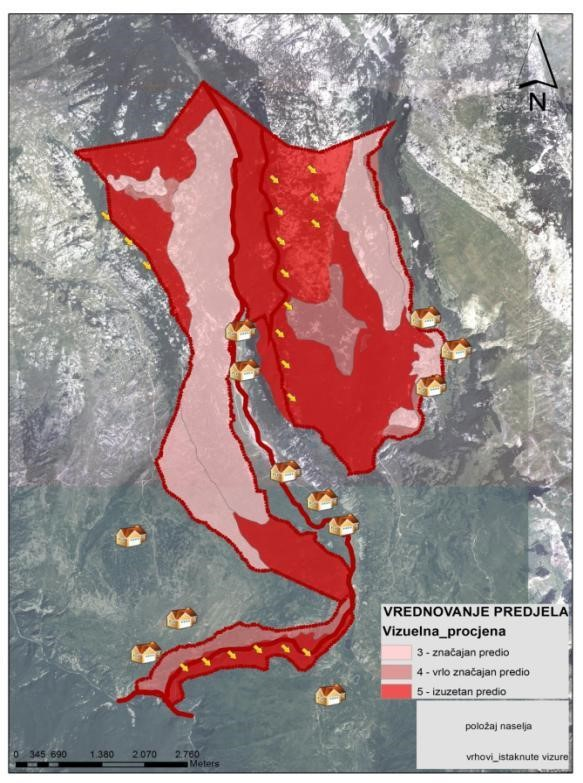 N
VREDNOVANJE PREDJELA
Vizuelna_procjena
3 - značajan predio
4 - vrlo značajan predio
5 - izuzetan predio
položaj naselja
vrhovi_istaknute vizure
0 345 690 1.380 2.070 2.760
Meters